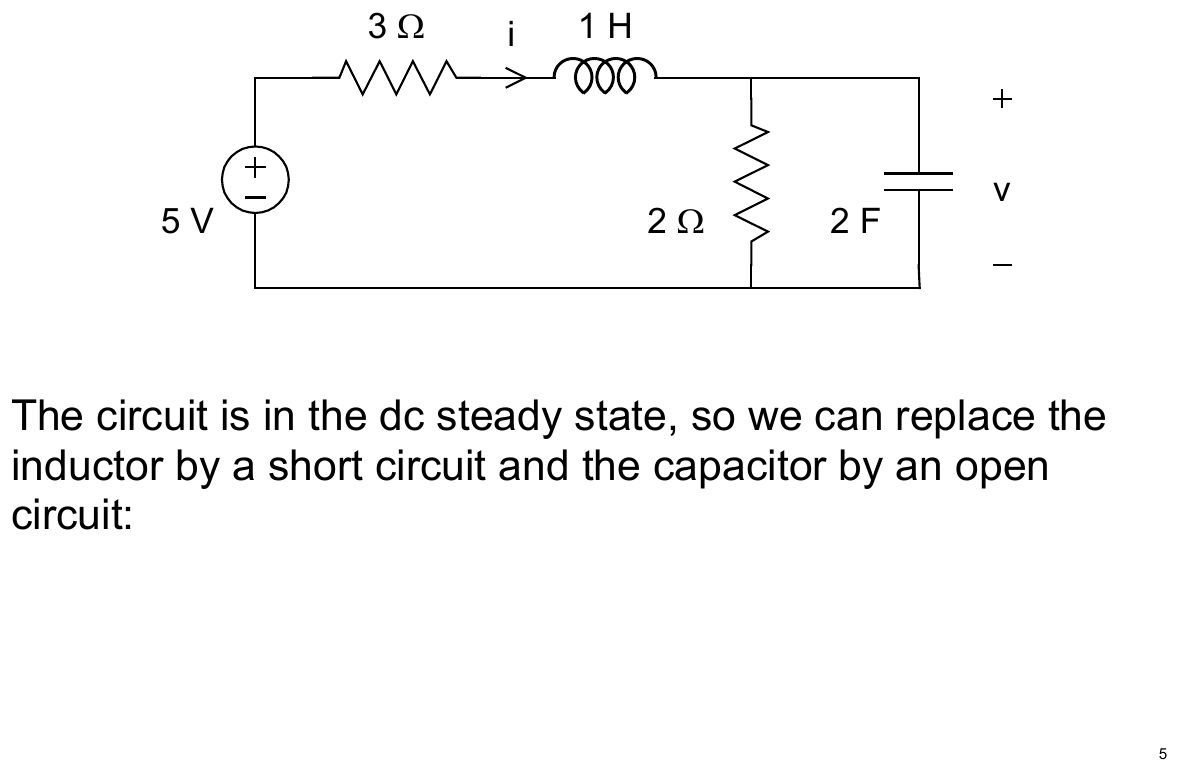 3 Ω
i
1 H
+
+
−
v
5 V
2 Ω
2 F
−
The circuit is in the dc steady state, so we can replace the
inductor by a short circuit and the capacitor by an open
circuit:
5